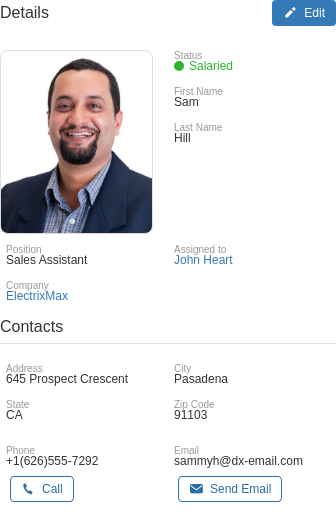 Details
Edit
Status
Salaried
First Name
Sam
Last Name
Hill
Position
Sales Assistant
Assigned to
John Heart
Company
ElectrixMax
Contacts
Address
645 Prospect Crescent
City
Pasadena
State
CA
Zip Code
91103
Phone
+1(626)555-7292
Email
sammyh@dx-email.com
Call
Send Email